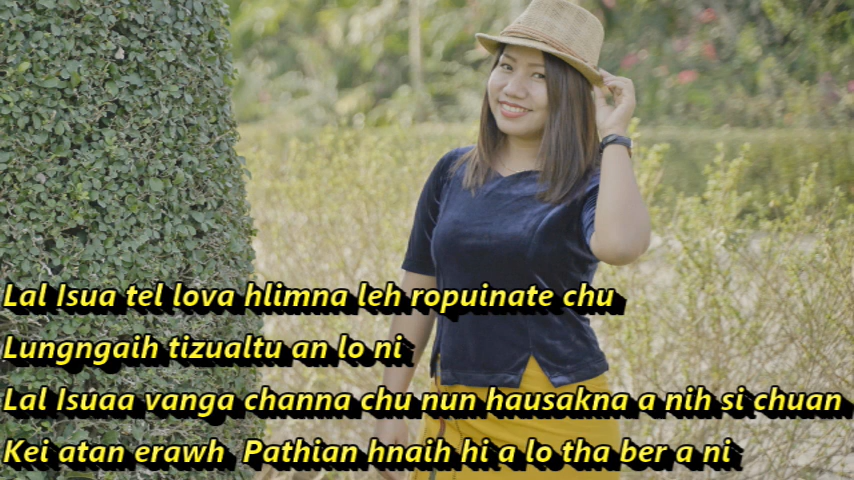 Lal Isua tel lova hlimna leh ropuinate chu
Lungngaih tizualtu an lo ni
Lal Isuaa vanga channa chu nun hausakna a nih si chuan
Kei atan erawh Pathian hnaih hi a lo tha ber a ni